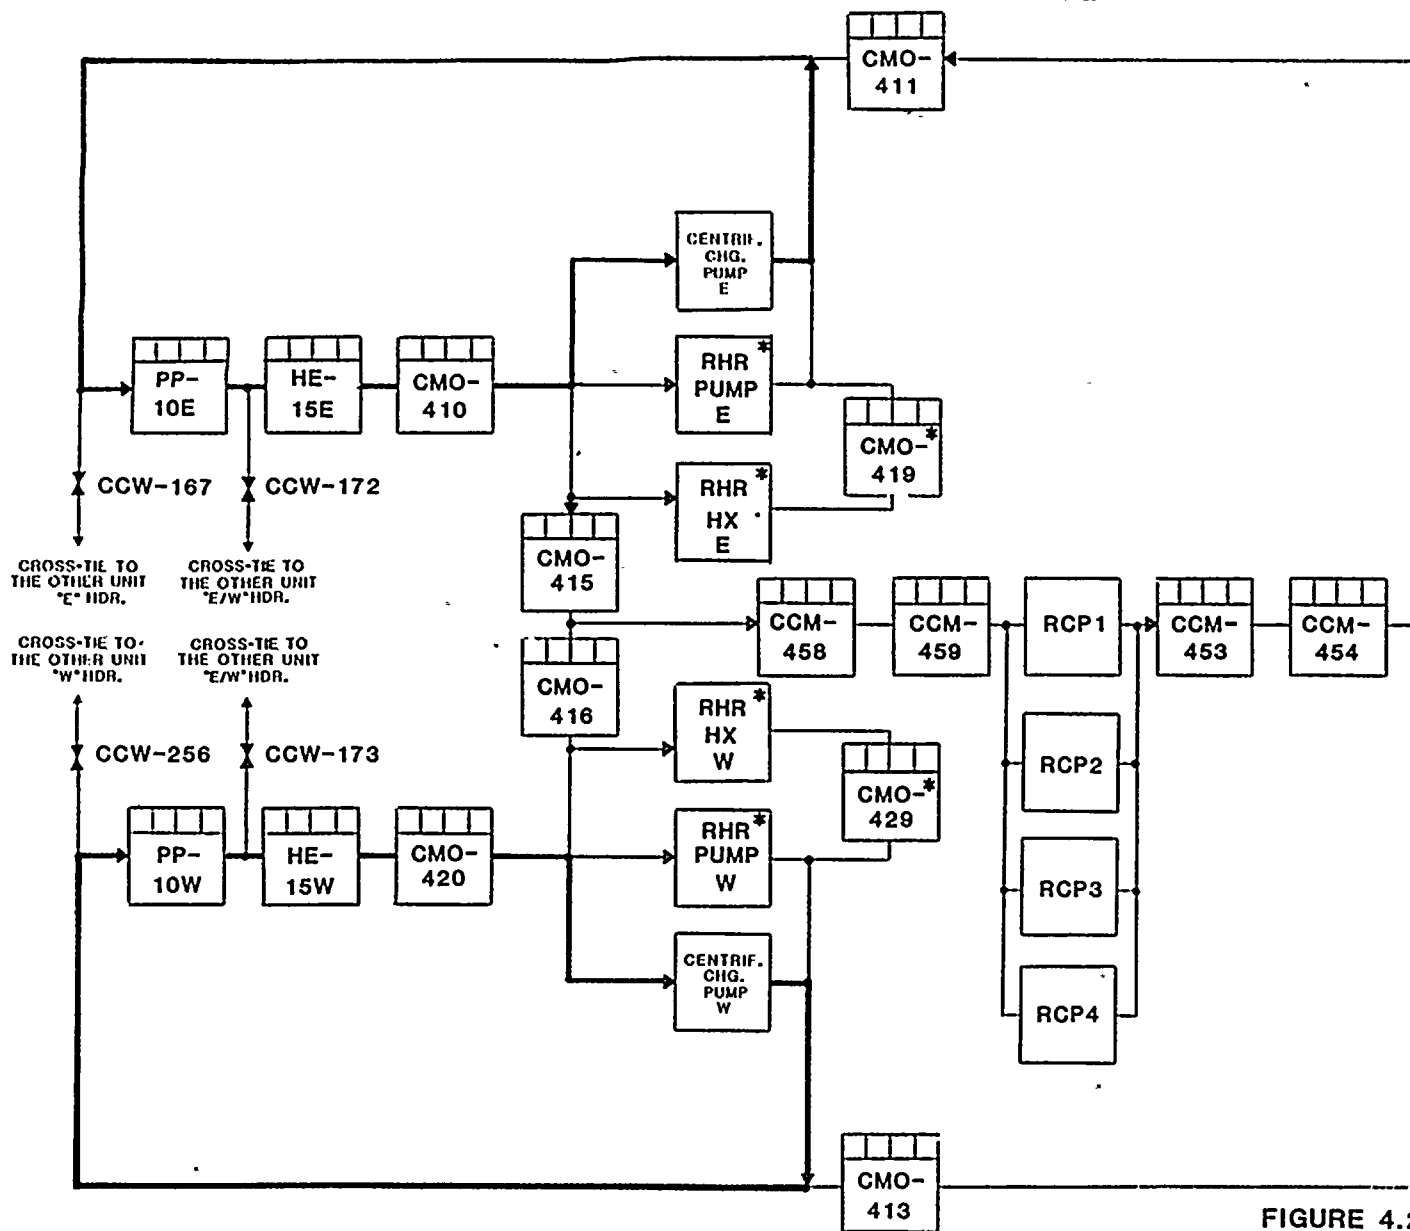 CMO-
411
CENTRIF.
CHG.
PUMP
E
PP-
10E
HE-
15E
CMO-
410
RHR*
PUMP
E
CMO-*
419
CCW-167
CCW-172
RHR*
HX
E
CROSS-TIE TO
THE OTHER UNIT
"E" HDR.
CROSS-TIE TO
THE OTHER UNIT
"E/W" HDR.
CMO-
415
CCM-
458
CCM-
459
RCP1
CCM-
453
CCM-
454
CROSS-TIE TO
THE OTHER UNIT
"W" HDR.
CROSS-TIE TO
THE OTHER UNIT
"E/W" HDR.
CMO-
416
RHR*
HX
W
CCW-256
CCW-173
RCP2
CMO-*
429
PP-
10W
HE-
15W
CMO-
420
RHR*
PUMP
W
RCP3
CENTRIF.
CHG.
PUMP
W
RCP4
CMO-
413
FIGURE 4.